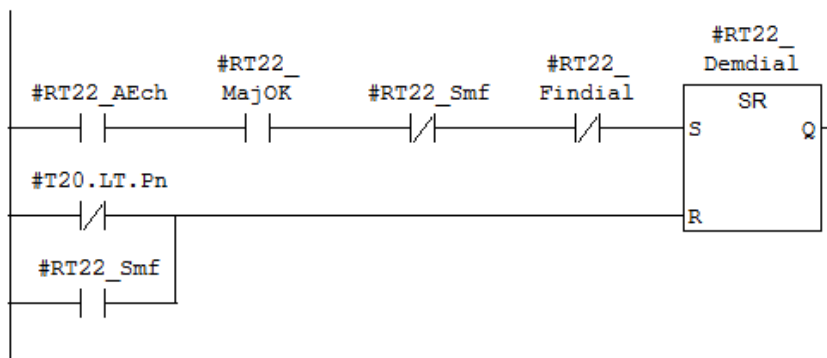 #RT22_
Demdial
#RT22_
MajOK
#RT22_
Findial
#RT22_AEch
#RT22_Smf
SR
S
Q
#T20.LT.Pn
R
#RT22_Smf